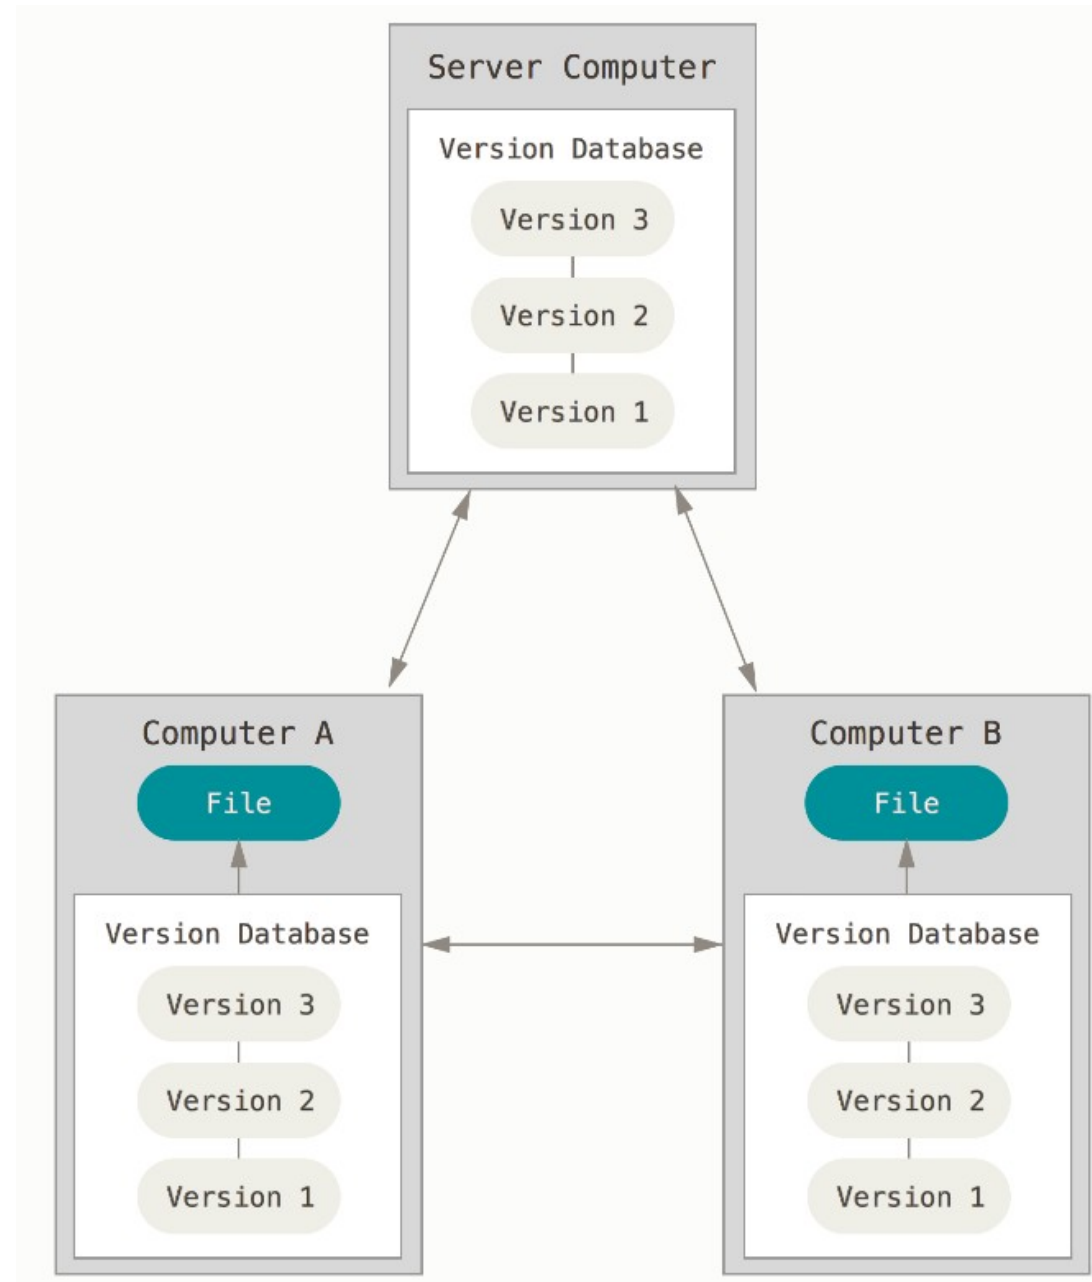 Server Computer
Version Database
Version 3
Version 2
Version 1
Computer A
File
Version Database
Version 3
Version 2
Version 1
Computer B
File
Version Database
Version 3
Version 2
Version 1